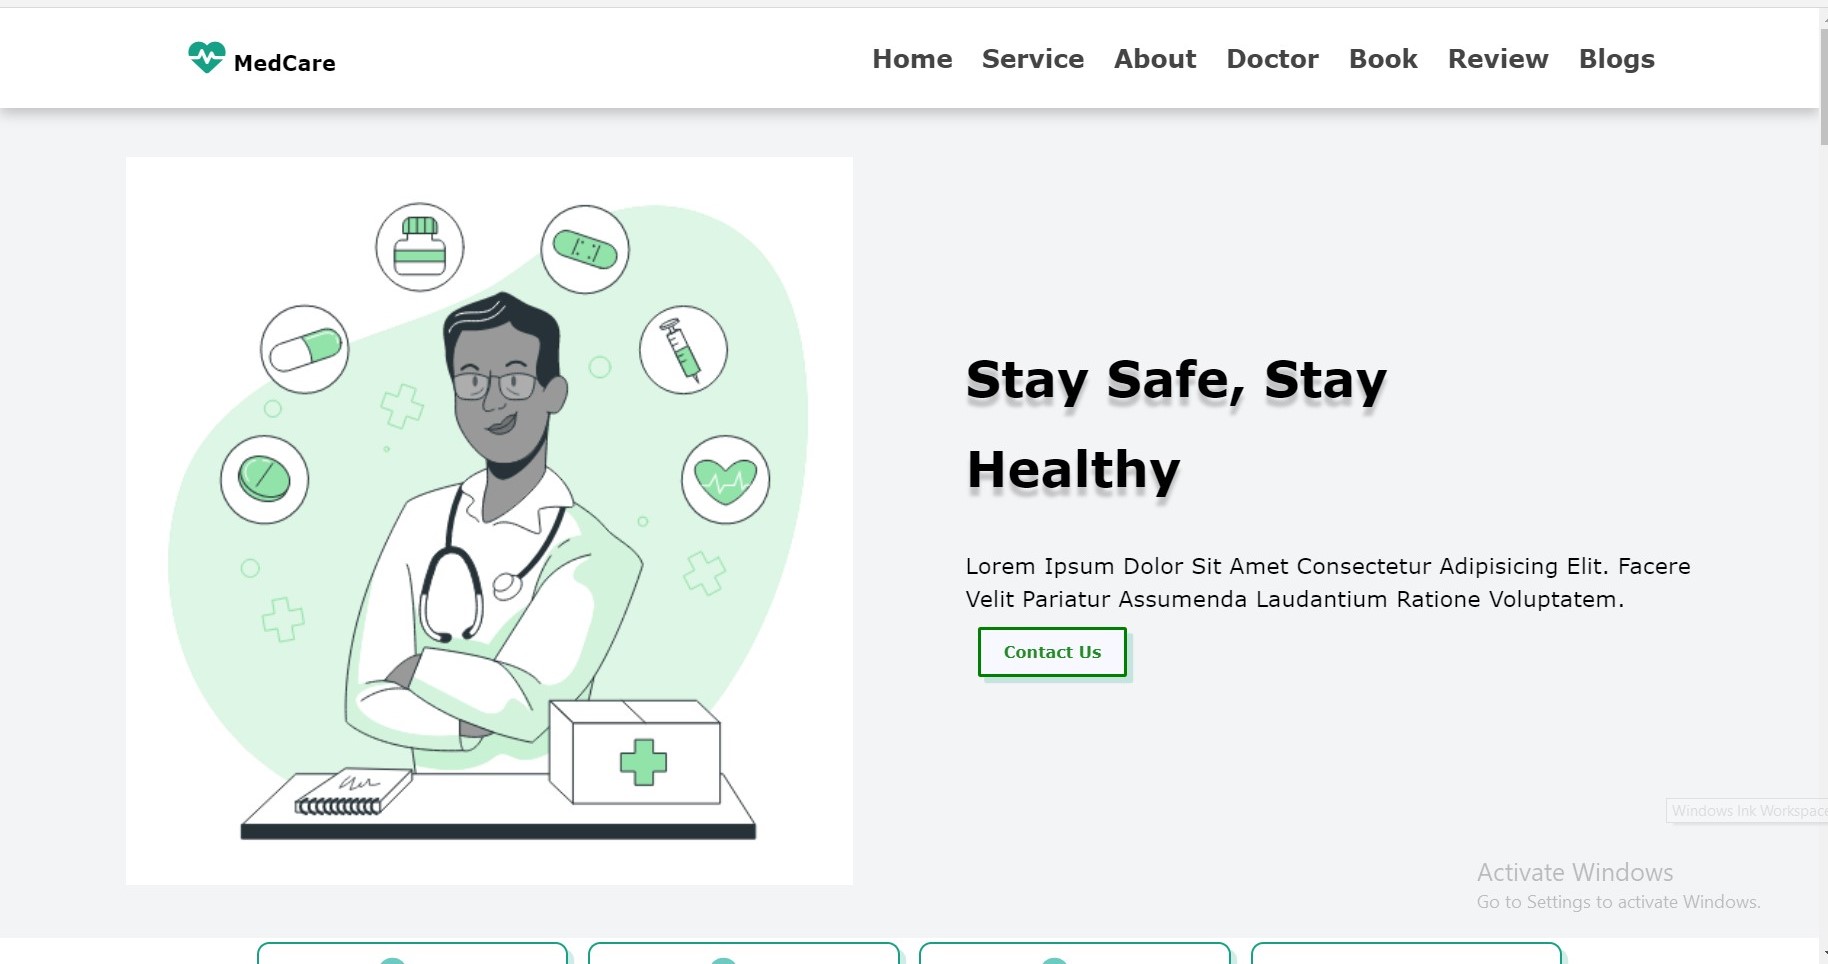 MedCare
Home Service About Doctor Book Review Blogs
Stay Safe, Stay
Healthy
Lorem Ipsum Dolor Sit Amet Consectetur Adipisicing Elit. Facere
Velit Pariatur Assumenda Laudantium Ratione Voluptatem.
Contact Us
Windows Ink Workspace
Activate Windows
Go to Settings to activate Windows.